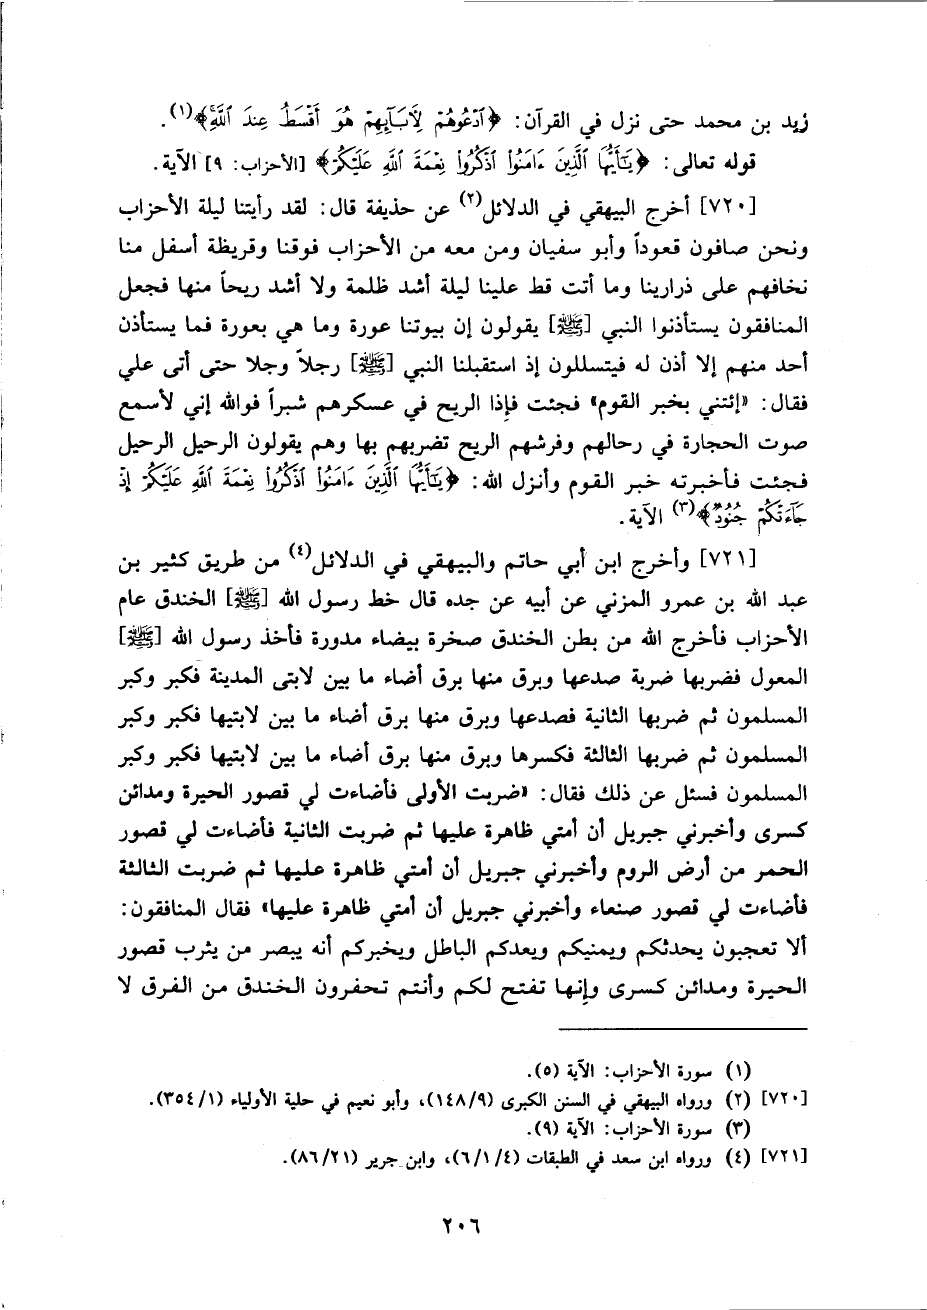 زيد بن محمد حتى نزل في القرآن: ﴿ٱدْعُوهُمْ لِأَبَآئِهِمْ هُوَ أَقْسَطُ عِندَ ٱللَّهِ﴾(١).
قوله تعالى: ﴿يَٰٓأَيُّهَا ٱلَّذِينَ ءَامَنُوا۟ ٱذْكُرُوا۟ نِعْمَةَ ٱللَّهِ عَلَيْكُمْ﴾ [الأحزاب: ٩] الآية.
[٧٢٠] أخرج البيهقي في الدلائل(٢) عن حذيفة قال: لقد رأيتنا ليلة الأحزاب
ونحن صافون قعوداً وأبو سفيان ومن معه من الأحزاب فوقنا وقريظة أسفل منا
نخافهم على ذرارينا وما أتت قط علينا ليلة أشد ظلمة ولا أشد ريحاً منها فجعل
المنافقون يستأذنوا النبي [ﷺ] يقولون إن بيوتنا عورة وما هي بعورة فما يستأذن
أحد منهم إلا أذن له فيتسللون إذ استقبلنا النبي [ﷺ] رجلاً وجلا حتى أتى علي
فقال: «إئتني بخبر القوم» فجئت فإذا الريح في عسكرهم شبراً فوالله إني لأسمع
صوت الحجارة في رحالهم وفرشهم الريح تضربهم بها وهم يقولون الرحيل الرحيل
فجئت فأخبرته خبر القوم وأنزل الله: ﴿يَٰٓأَيُّهَا ٱلَّذِينَ ءَامَنُوا۟ ٱذْكُرُوا۟ نِعْمَةَ ٱللَّهِ عَلَيْكُمْ إِذْ
جَآءَتْكُمْ جُنُودٌ﴾(٣) الآية.
[٧٢١] وأخرج ابن أبي حاتم والبيهقي في الدلائل(٤) من طريق كثير بن
عبد الله بن عمرو المزني عن أبيه عن جده قال خط رسول الله [ﷺ] الخندق عام
الأحزاب فأخرج الله من بطن الخندق صخرة بيضاء مدورة فأخذ رسول الله [ﷺ]
المعول فضربها ضربة صدعها وبرق منها برق أضاء ما بين لابتى المدينة فكبر وكبر
المسلمون ثم ضربها الثانية فصدعها وبرق منها برق أضاء ما بين لابتيها فكبر وكبر
المسلمون ثم ضربها الثالثة فكسرها وبرق منها برق أضاء ما بين لابتيها فكبر وكبر
المسلمون فسئل عن ذلك فقال: «ضربت الأولى فأضاءت لي قصور الحيرة ومدائن
كسرى وأخبرني جبريل أن أمتي ظاهرة عليها ثم ضربت الثانية فأضاءت لي قصور
الحمر من أرض الروم وأخبرني جبريل أن أمتي ظاهرة عليها ثم ضربت الثالثة
فأضاءت لي قصور صنعاء وأخبرني جبريل أن أمتي ظاهرة عليها» فقال المنافقون:
ألا تعجبون يحدثكم ويمنيكم ويعدكم الباطل ويخبركم أنه يبصر من يثرب قصور
الحيرة ومدائن كسرى وإنها تفتح لكم وأنتم تحفرون الخندق من الفرق لا
(١) سورة الأحزاب: الآية (٥).
[٧٢٠] (٢) ورواه البيهقي في السنن الكبرى (١٤٨/٩)، وأبو نعيم في حلية الأولياء (٣٥٤/١).
(٣) سورة الأحزاب: الآية (٩).
[٧٢١] (٤) ورواه ابن سعد في الطبقات (٦/١/٤)، وابن جرير (٨٦/٢١).
٢٠٦